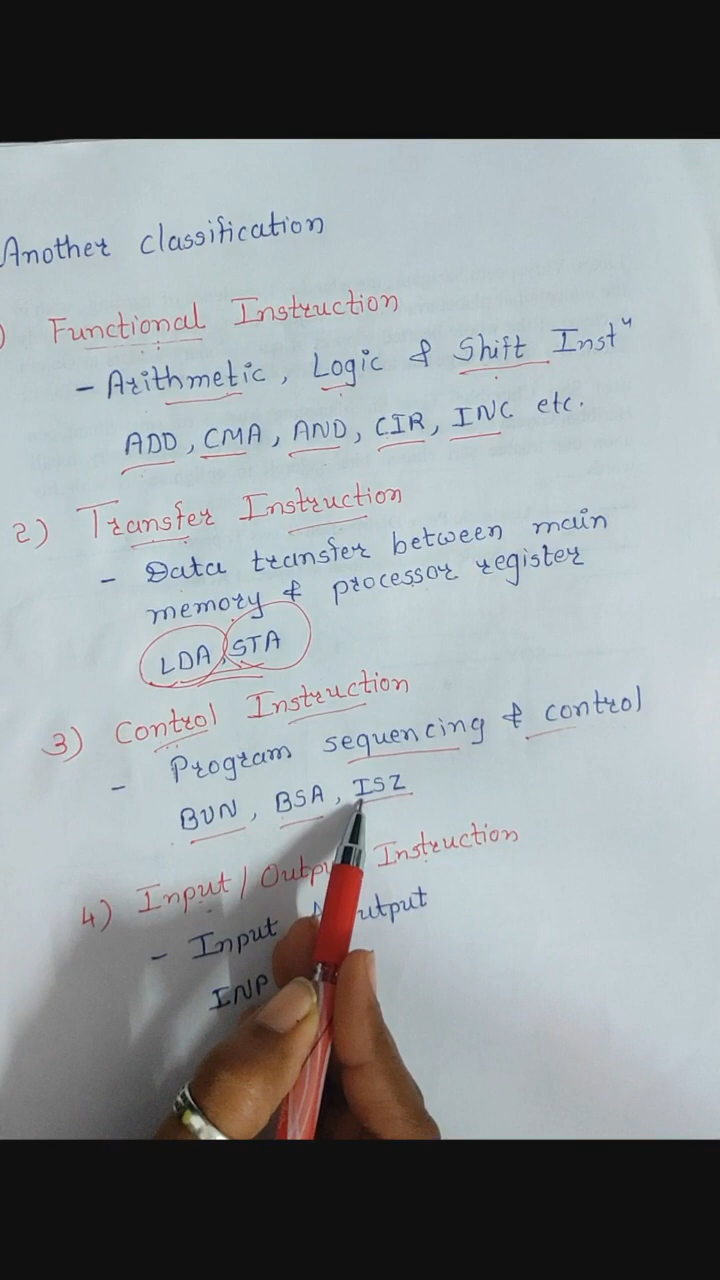 Another classification
) Functional Instruction
- Arithmetic, Logic & Shift Instⁿ
ADD, CMA, AND, CIR, INC etc.
2) Transfer Instruction
- Data transfer between main
memory & processor register
LDA, STA
3) Control Instruction
- Program sequencing & control
BUN, BSA, ISZ
4) Input / Outpu Instruction
- Input utput
INP